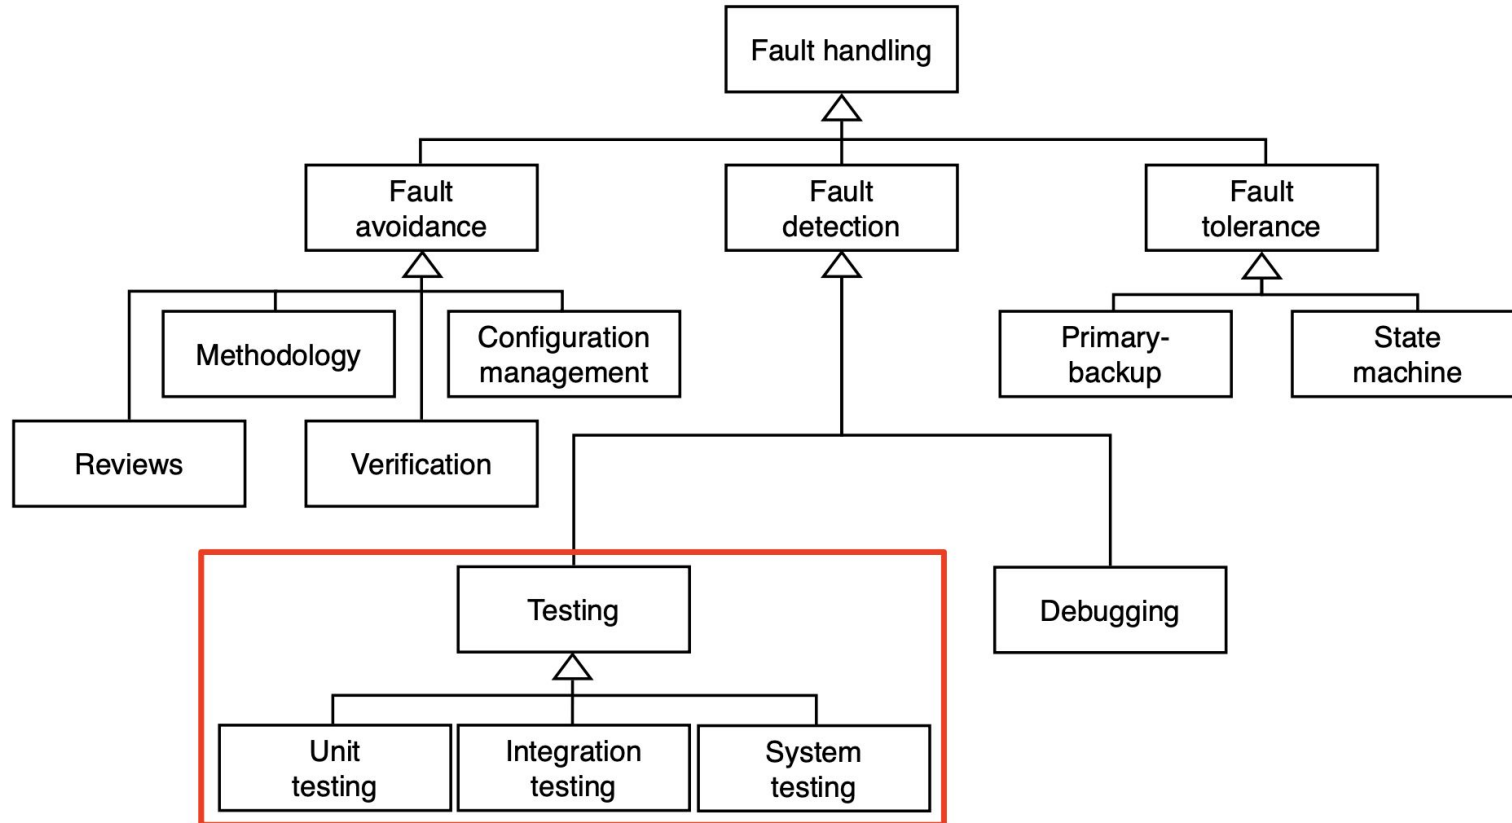 Fault handling
Fault
avoidance
Fault
detection
Fault
tolerance
Methodology
Configuration
management
Primary-
backup
State
machine
Reviews
Verification
Testing
Debugging
Unit
testing
Integration
testing
System
testing